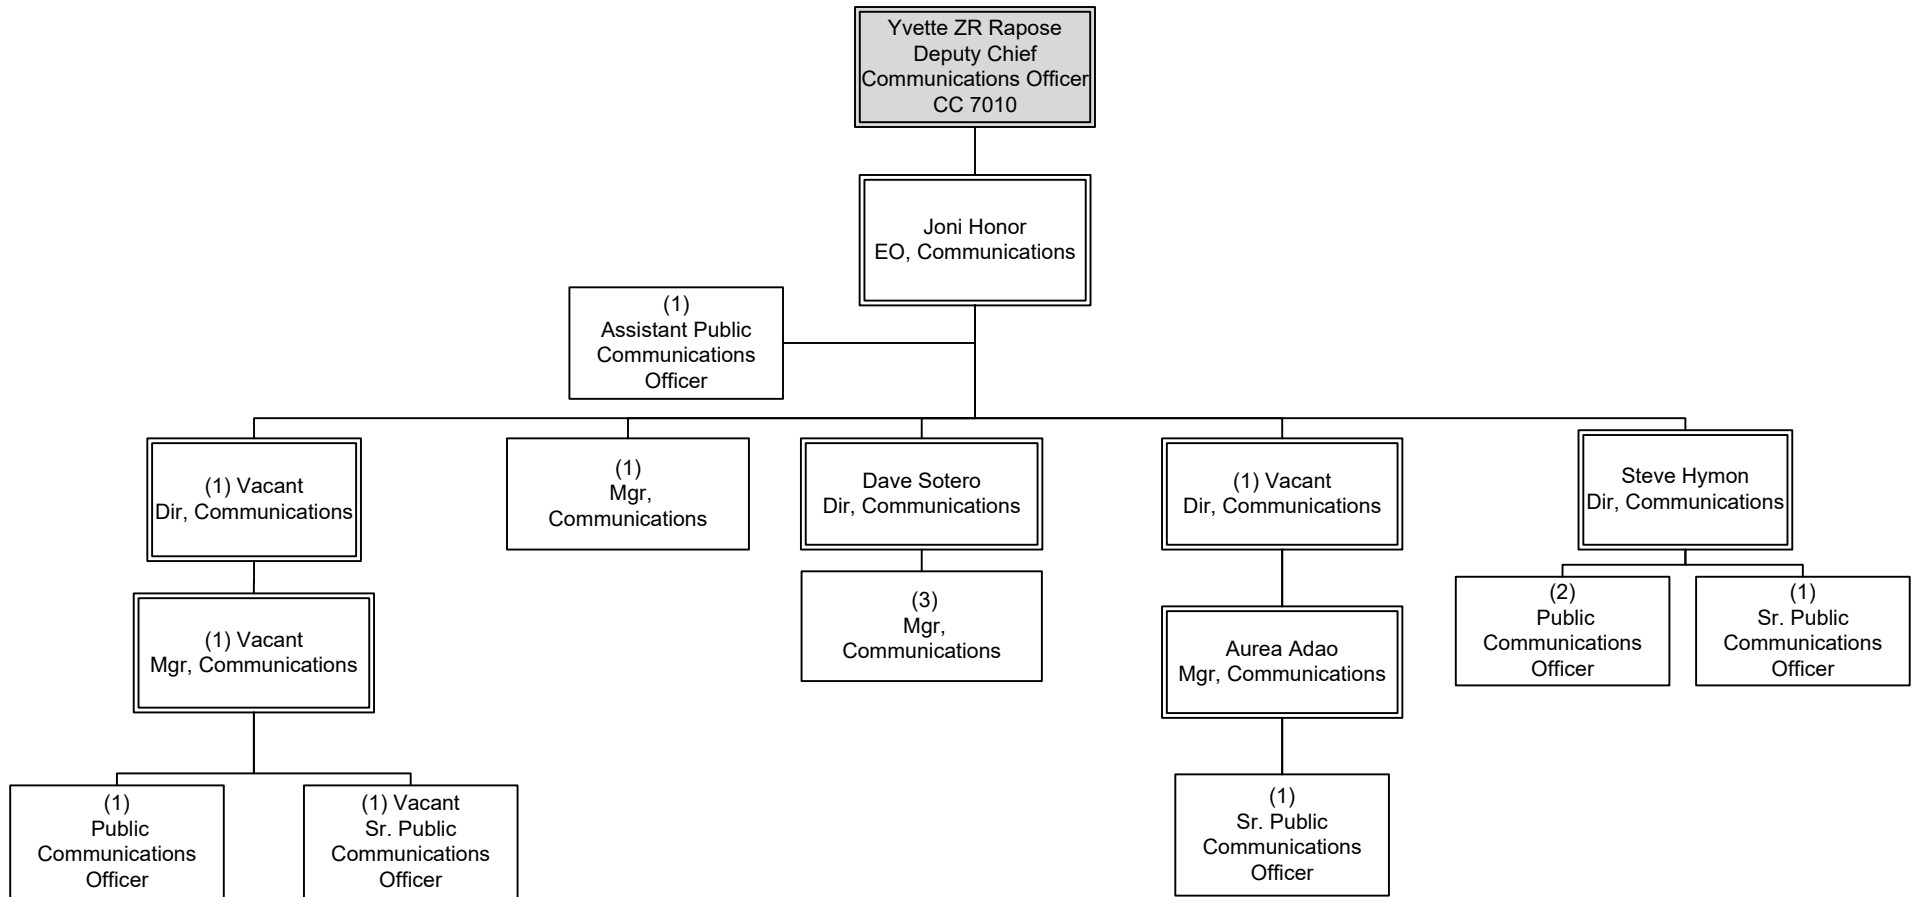 Yvette ZR Rapose
Deputy Chief
Communications Officer
CC 7010
Joni Honor
EO, Communications
(1)
Assistant Public
Communications
Officer
(1) Vacant
Dir, Communications
(1)
Mgr,
Communications
Dave Sotero
Dir, Communications
(1) Vacant
Dir, Communications
Steve Hymon
Dir, Communications
(1) Vacant
Mgr, Communications
(3)
Mgr,
Communications
Aurea Adao
Mgr, Communications
(2)
Public
Communications
Officer
(1)
Sr. Public
Communications
Officer
(1)
Public
Communications
Officer
(1) Vacant
Sr. Public
Communications
Officer
(1)
Sr. Public
Communications
Officer